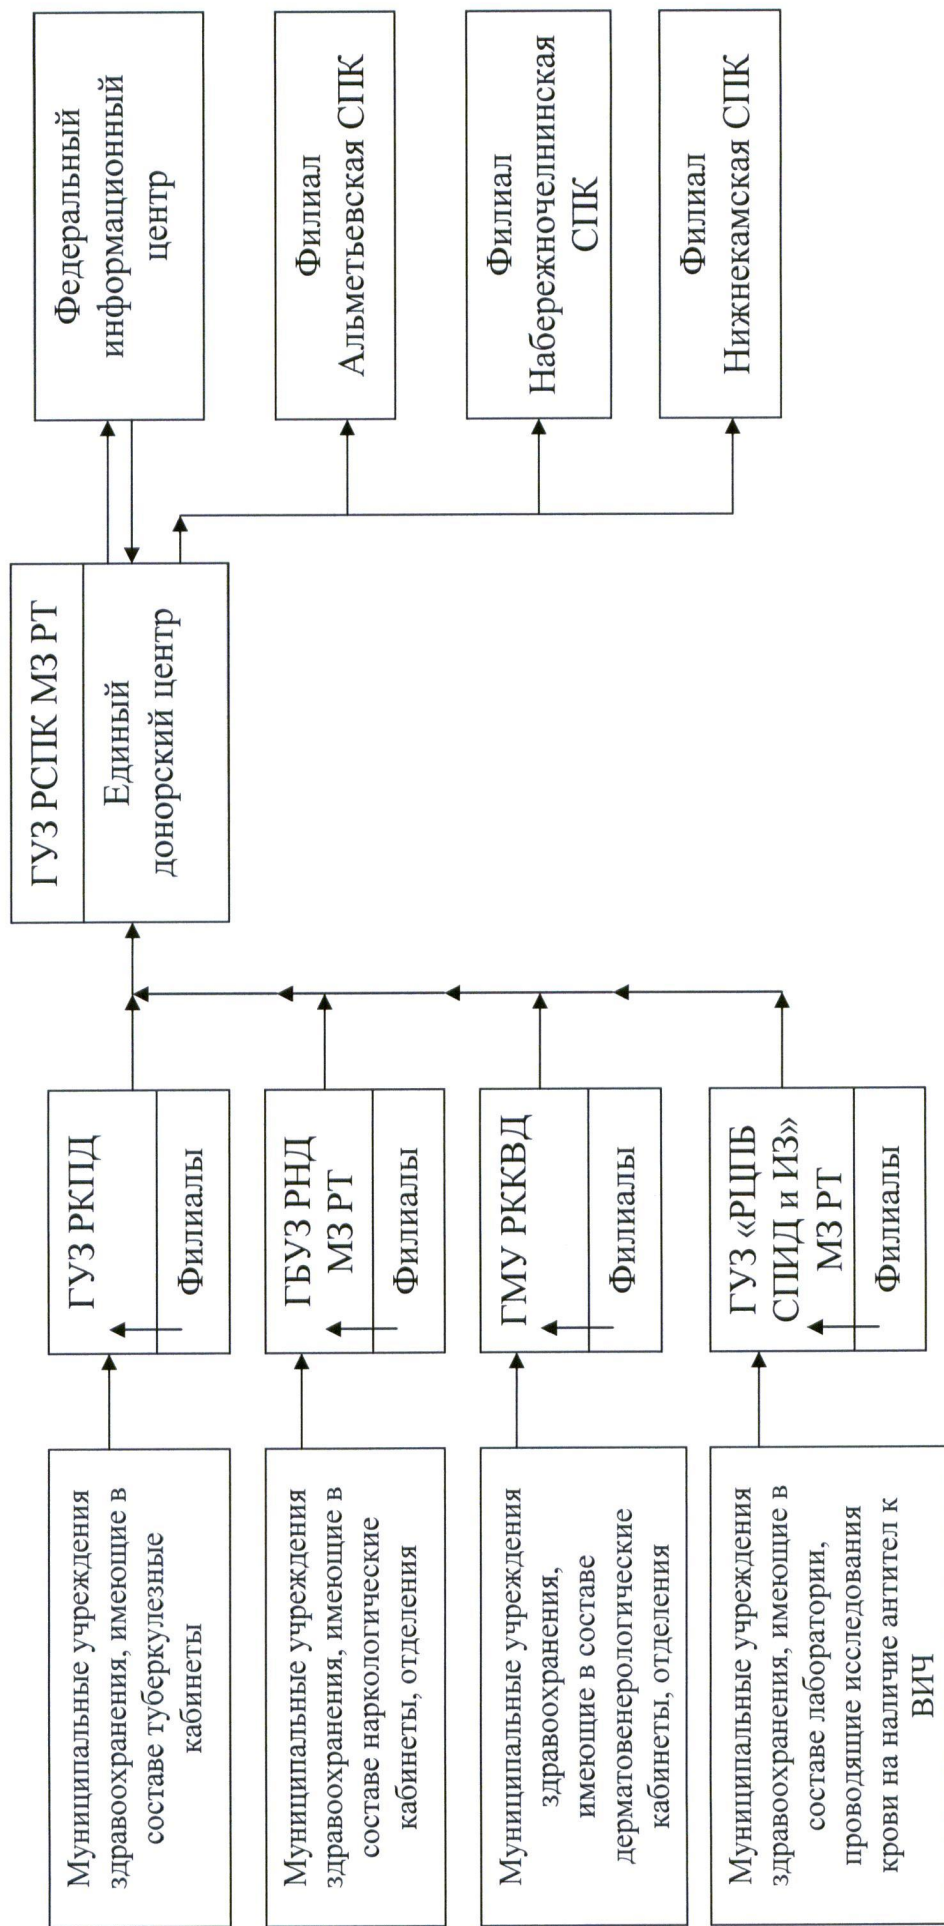 Муниципальные учреждения
здравоохранения, имеющие в
составе туберкулезные
кабинеты
Муниципальные учреждения
здравоохранения, имеющие в
составе наркологические
кабинеты, отделения
Муниципальные учреждения
здравоохранения,
имеющие в составе
дерматовенерологические
кабинеты, отделения
Муниципальные учреждения
здравоохранения, имеющие в
составе лаборатории,
проводящие исследования
крови на наличие антител к
ВИЧ
ГУЗ РКПД
Филиалы
ГБУЗ РНД
МЗ РТ
Филиалы
ГМУ РККВД
Филиалы
ГУЗ «РЦПБ
СПИД и ИЗ»
МЗ РТ
Филиалы
ГУЗ РСПК МЗ РТ
Единый
донорский центр
Федеральный
информационный
центр
Филиал
Альметьевская СПК
Филиал
Набережночелнинская
СПК
Филиал
Нижнекамская СПК